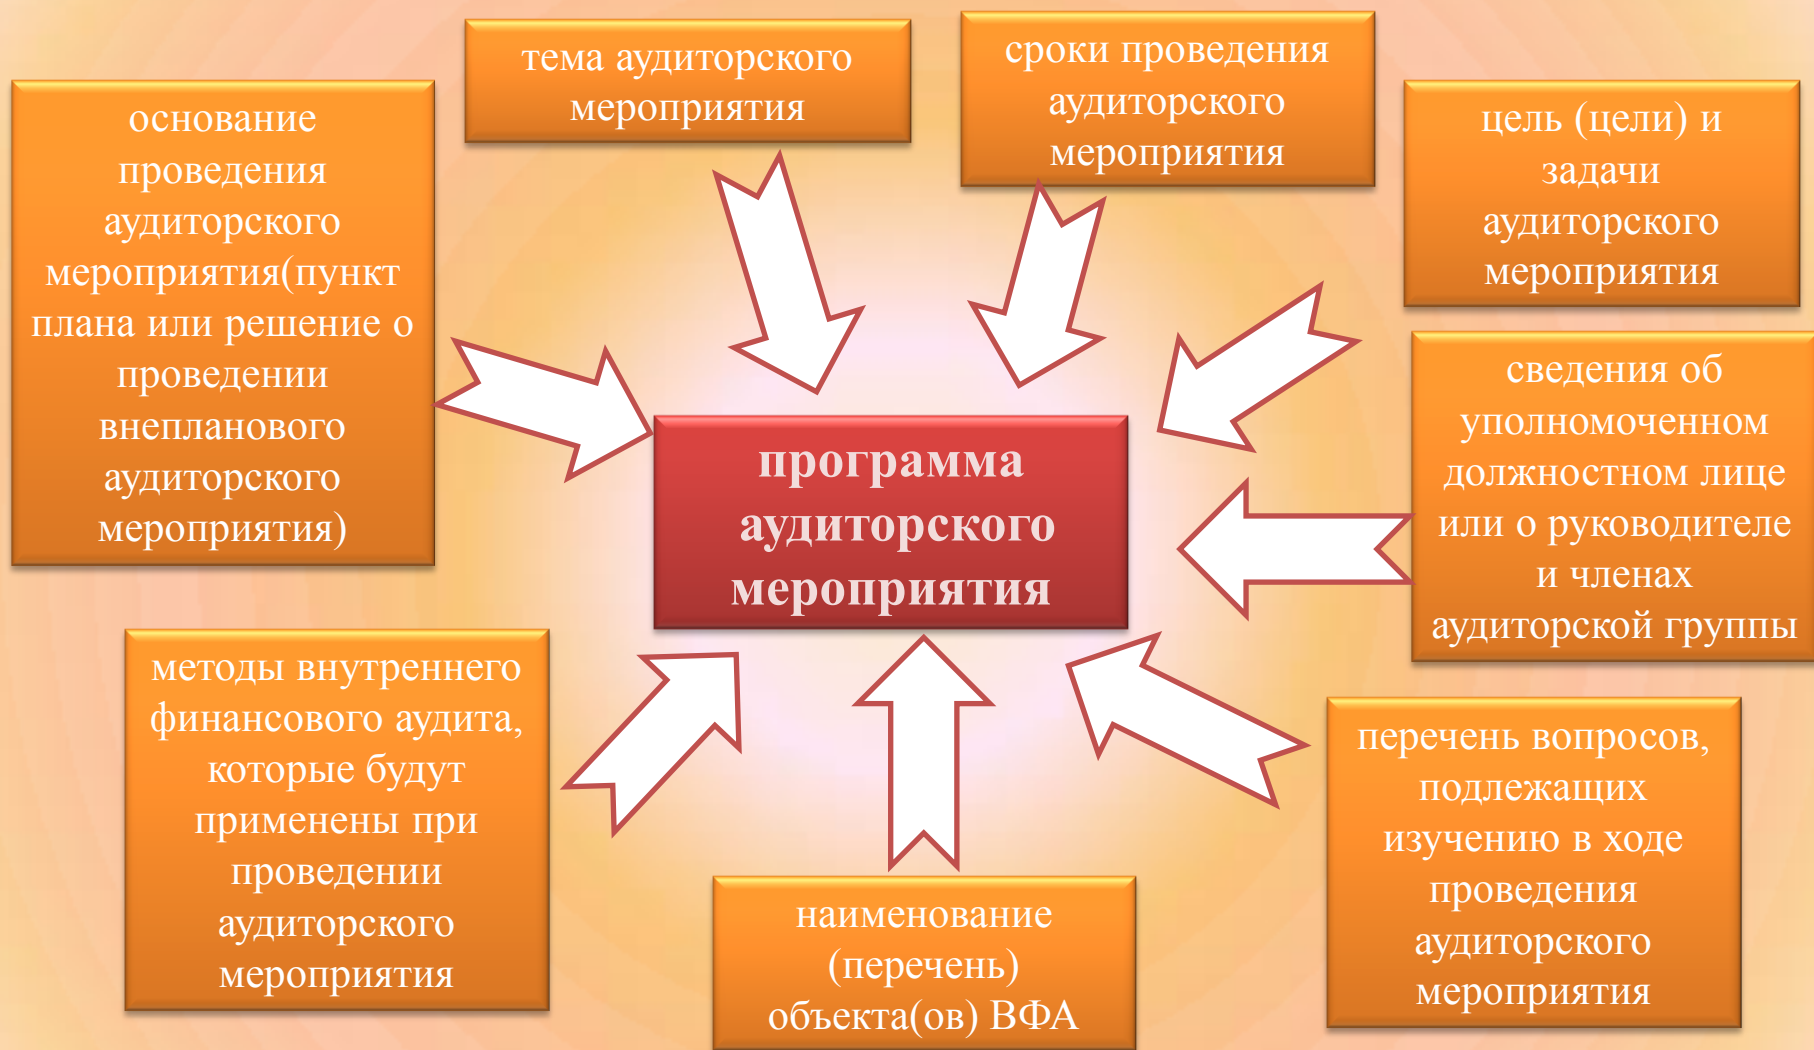 тема аудиторского
мероприятия
сроки проведения
аудиторского
мероприятия
основание
проведения
аудиторского
мероприятия(пункт
плана или решение о
проведении
внепланового
аудиторского
мероприятия)
цель (цели) и
задачи
аудиторского
мероприятия
сведения об
уполномоченном
должностном лице
или о руководителе
и членах
аудиторской группы
программа
аудиторского
мероприятия
методы внутреннего
финансового аудита,
которые будут
применены при
проведении
аудиторского
мероприятия
наименование
(перечень)
объекта(ов) ВФА
перечень вопросов,
подлежащих
изучению в ходе
проведения
аудиторского
мероприятия